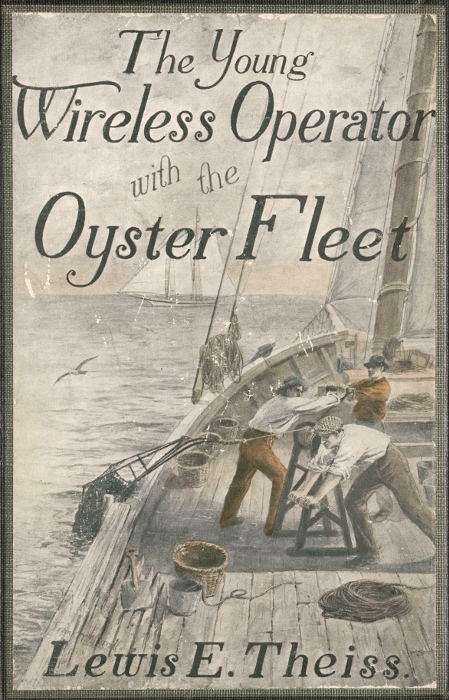 The Young
Wireless Operator
with the
Oyster Fleet
Lewis E. Theiss.